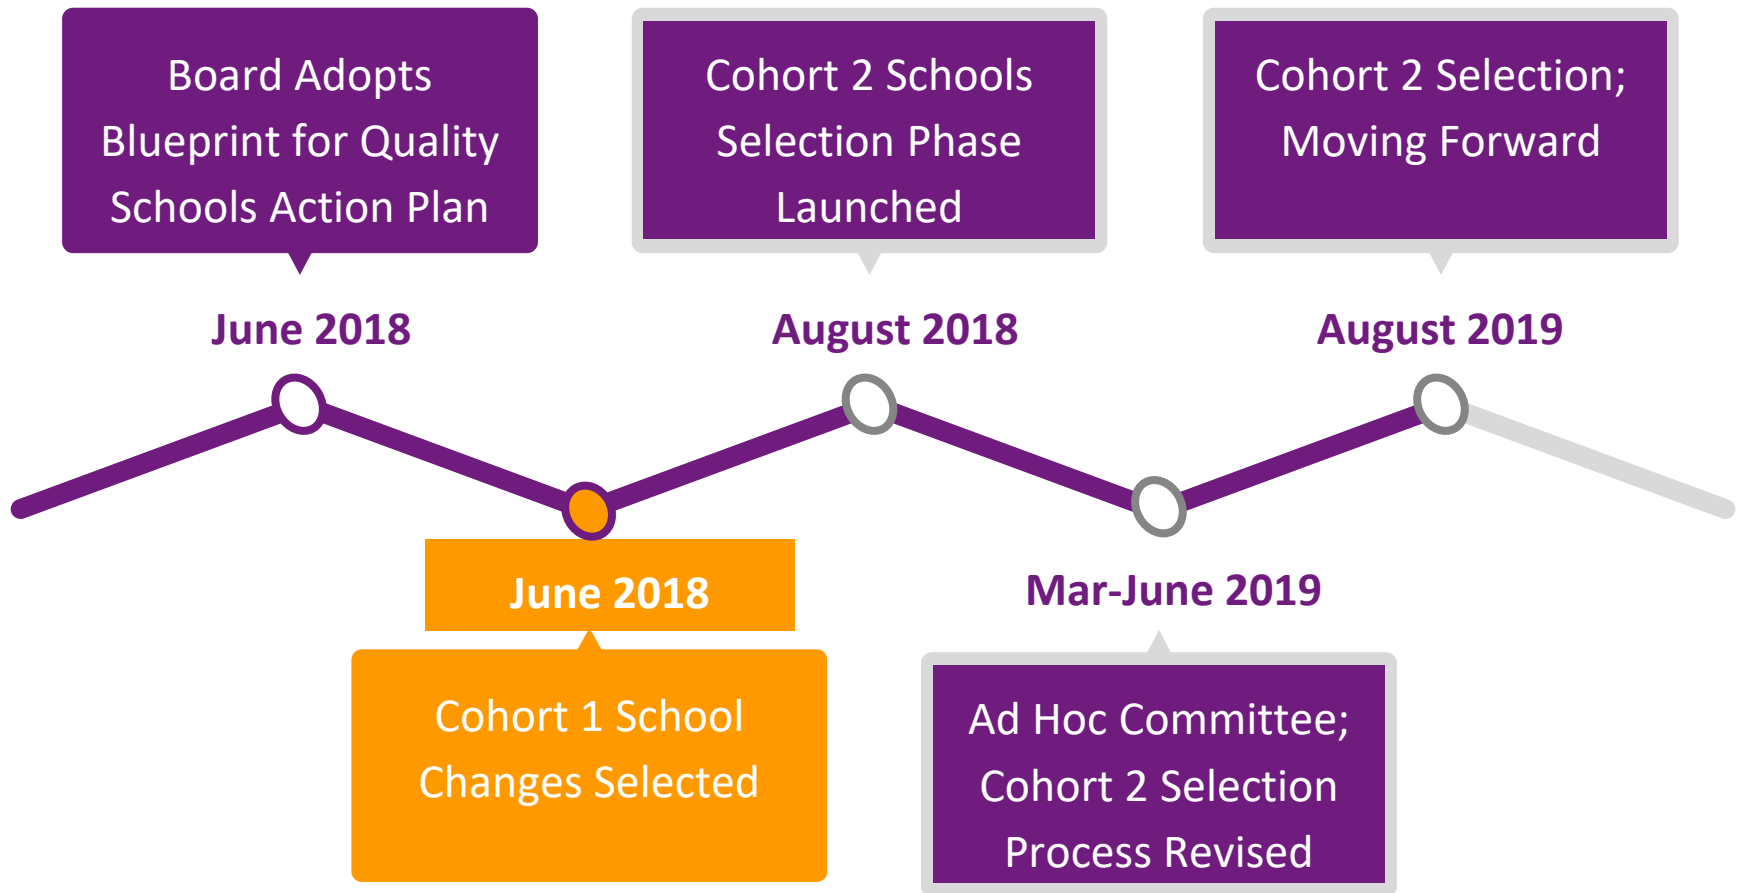 Board Adopts
Blueprint for Quality
Schools Action Plan
June 2018
June 2018
Cohort 1 School
Changes Selected
Cohort 2 Schools
Selection Phase
Launched
August 2018
Mar-June 2019
Ad Hoc Committee;
Cohort 2 Selection
Process Revised
Cohort 2 Selection;
Moving Forward
August 2019